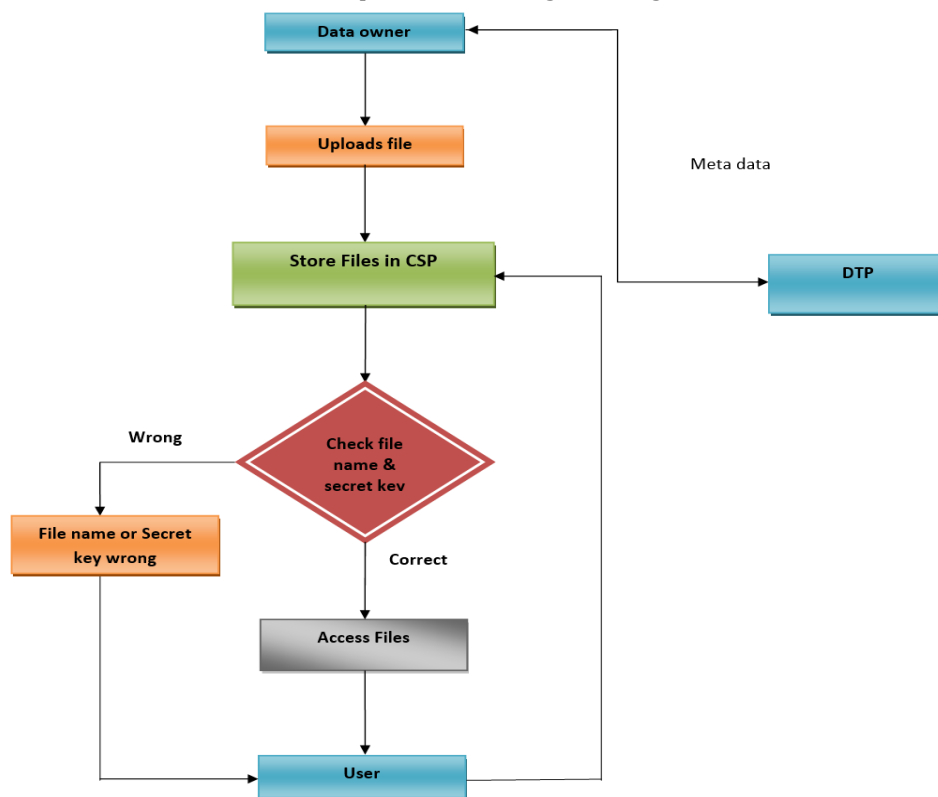 Data owner
Uploads file
Meta data
Store Files in CSP
DTP
Wrong
Check file
name &
secret kev
File name or Secret
key wrong
Correct
Access Files
User